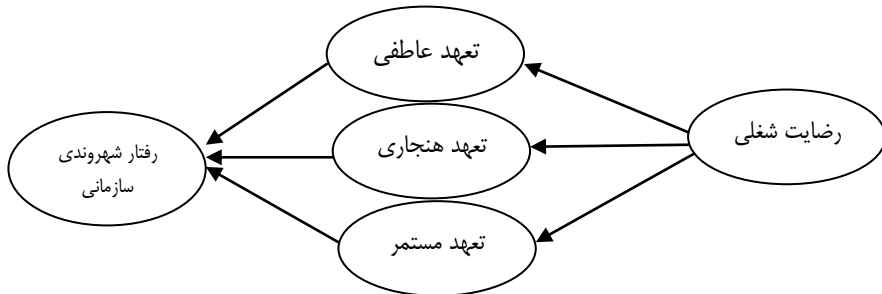 تعهد عاطفی
رضایت شغلی
تعهد هنجاری
رفتار شهروندی
سازمانی
تعهد مستمر